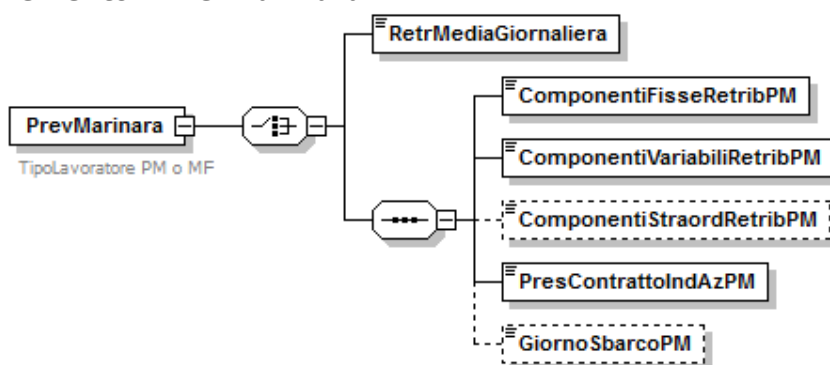 RetrMediaGiornaliera
ComponentiFisseRetribPM
PrevMarinara
ComponentiVariabiliRetribPM
TipoLavoratore PM o MF
ComponentiStraordRetribPM
PresContrattoIndAzPM
GiornoSbarcoPM